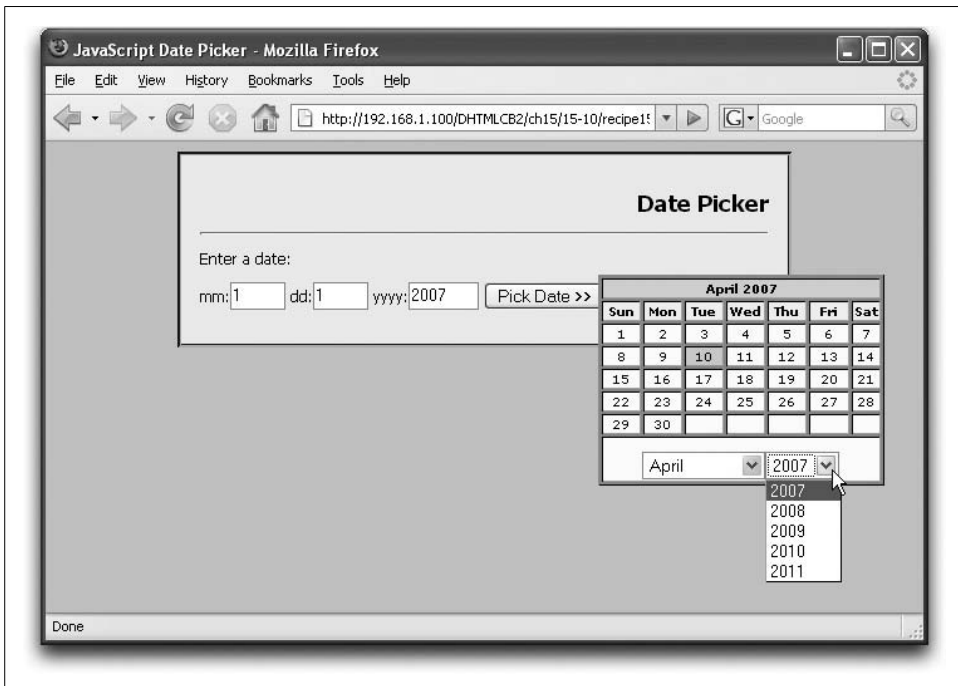 JavaScript Date Picker - Mozilla Firefox
File Edit View History Bookmarks Tools Help
http://192.168.1.100/DHTMLCB2/ch15/15-10/recipe15 G Google
Date Picker
Enter a date:
mm: 1 dd: 1 yyyy: 2007 Pick Date >>
April 2007
Sun Mon Tue Wed Thu Fri Sat
1 2 3 4 5 6 7
8 9 10 11 12 13 14
15 16 17 18 19 20 21
22 23 24 25 26 27 28
29 30
April 2007
2007
2008
2009
2010
2011
Done